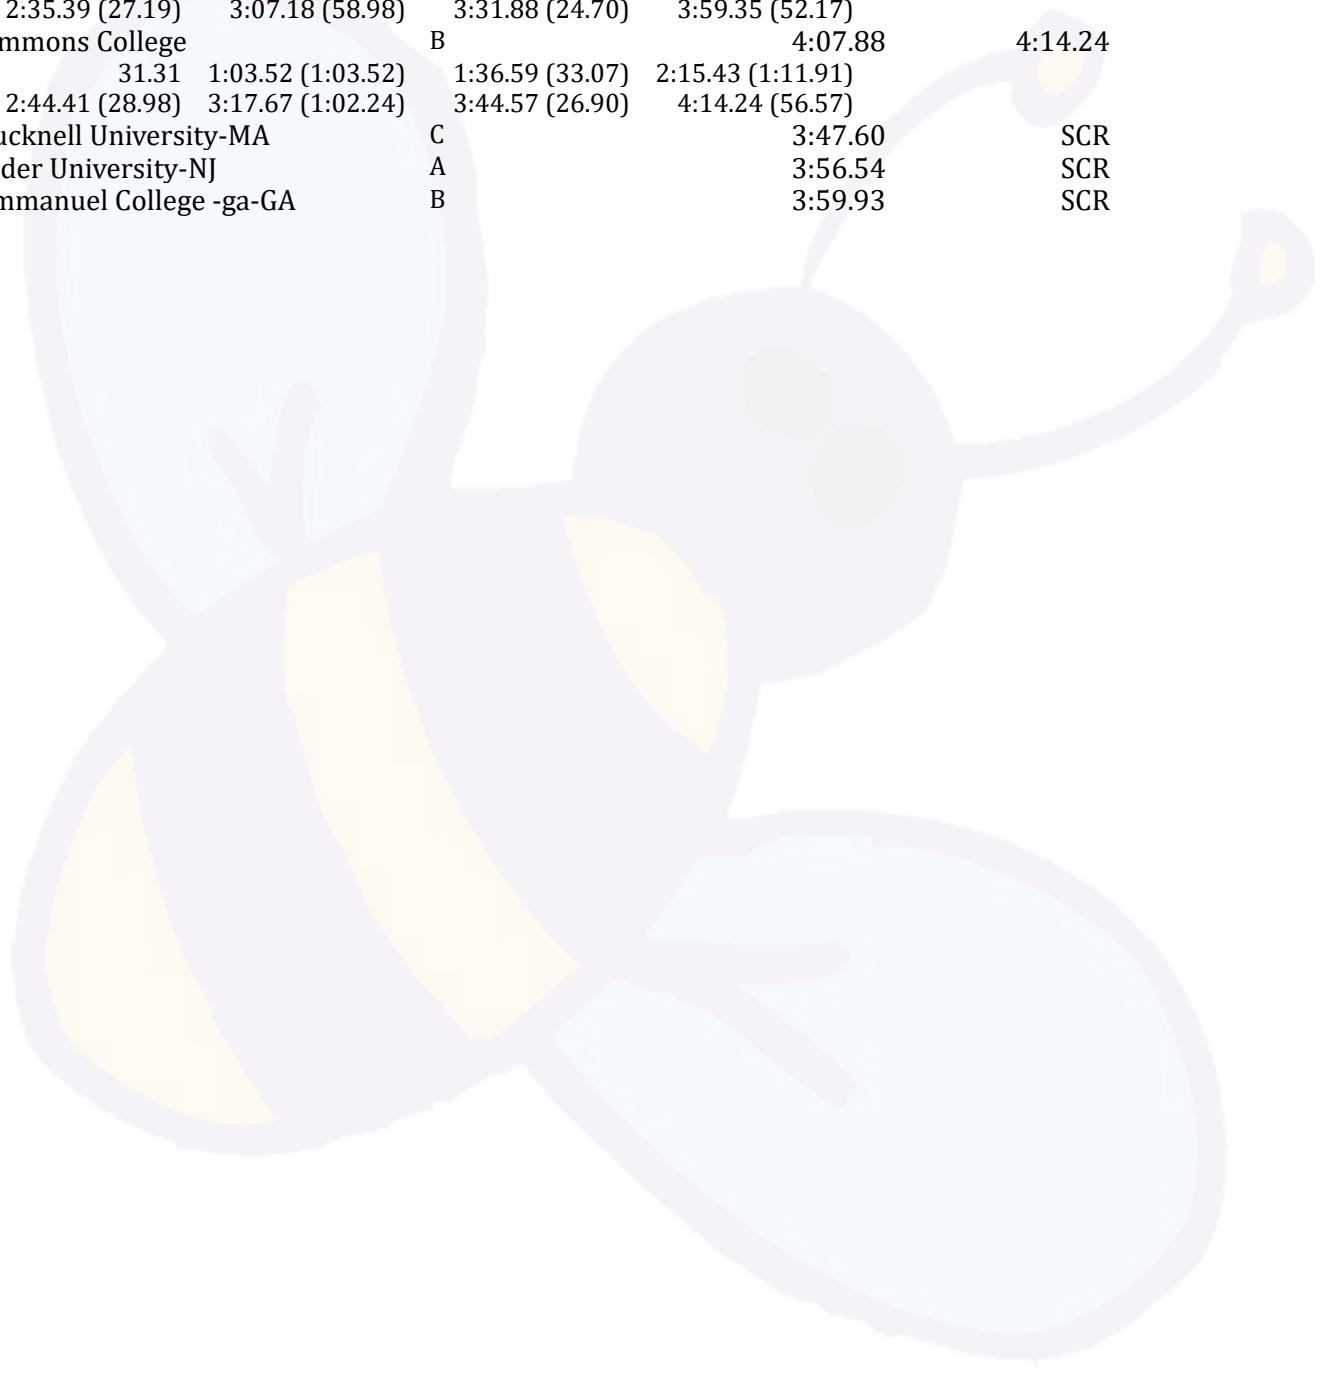 2:35.39 (27.19) 3:07.18 (58.98) 3:31.88 (24.70) 3:59.35 (52.17)
mmons College B 4:07.88 4:14.24
31.31 1:03.52 (1:03.52) 1:36.59 (33.07) 2:15.43 (1:11.91)
2:44.41 (28.98) 3:17.67 (1:02.24) 3:44.57 (26.90) 4:14.24 (56.57)
ucknell University-MA C 3:47.60 SCR
der University-NJ A 3:56.54 SCR
mmanuel College -ga-GA B 3:59.93 SCR